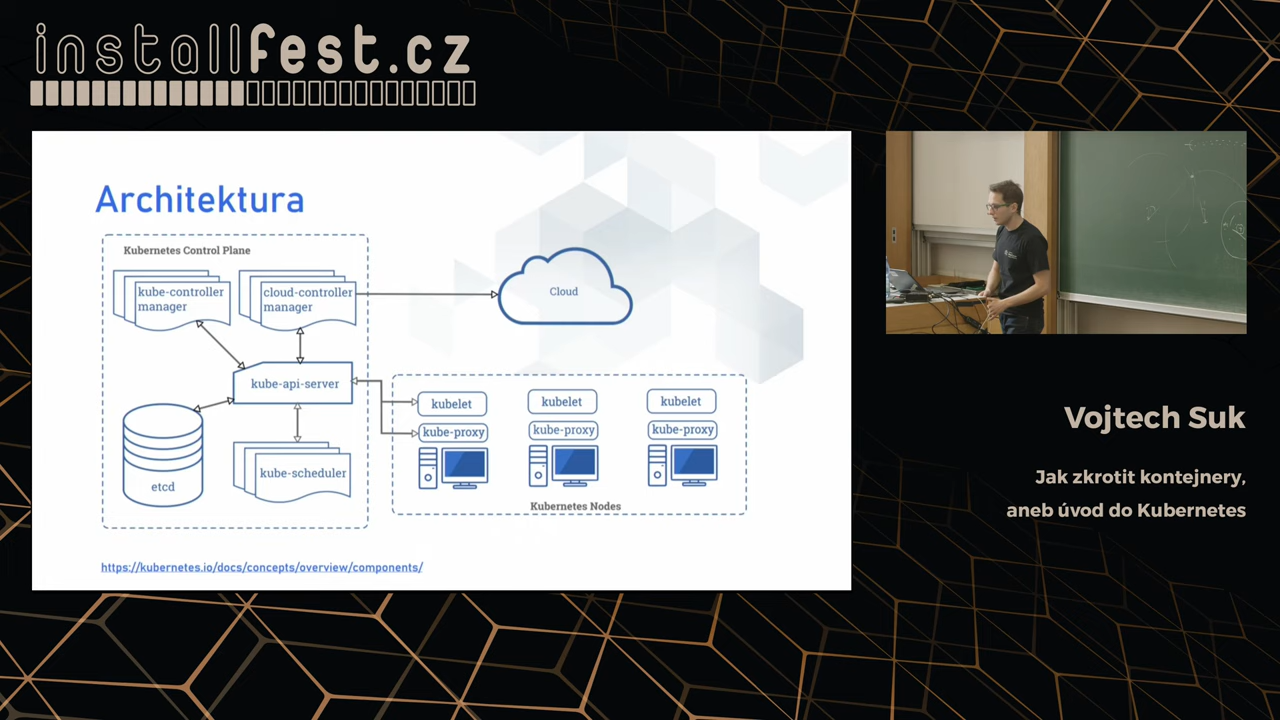 installfest.cz
Architektura
Kubernetes Control Plane
kube-controller
manager
cloud-controller
manager
Cloud
kube-api-server
kubelet
kubelet
kubelet
kube-proxy
kube-proxy
kube-proxy
etcd
kube-scheduler
Kubernetes Nodes
https://kubernetes.io/docs/concepts/overview/components/
Vojtech Suk
Jak zkrotit kontejnery,
aneb úvod do Kubernetes